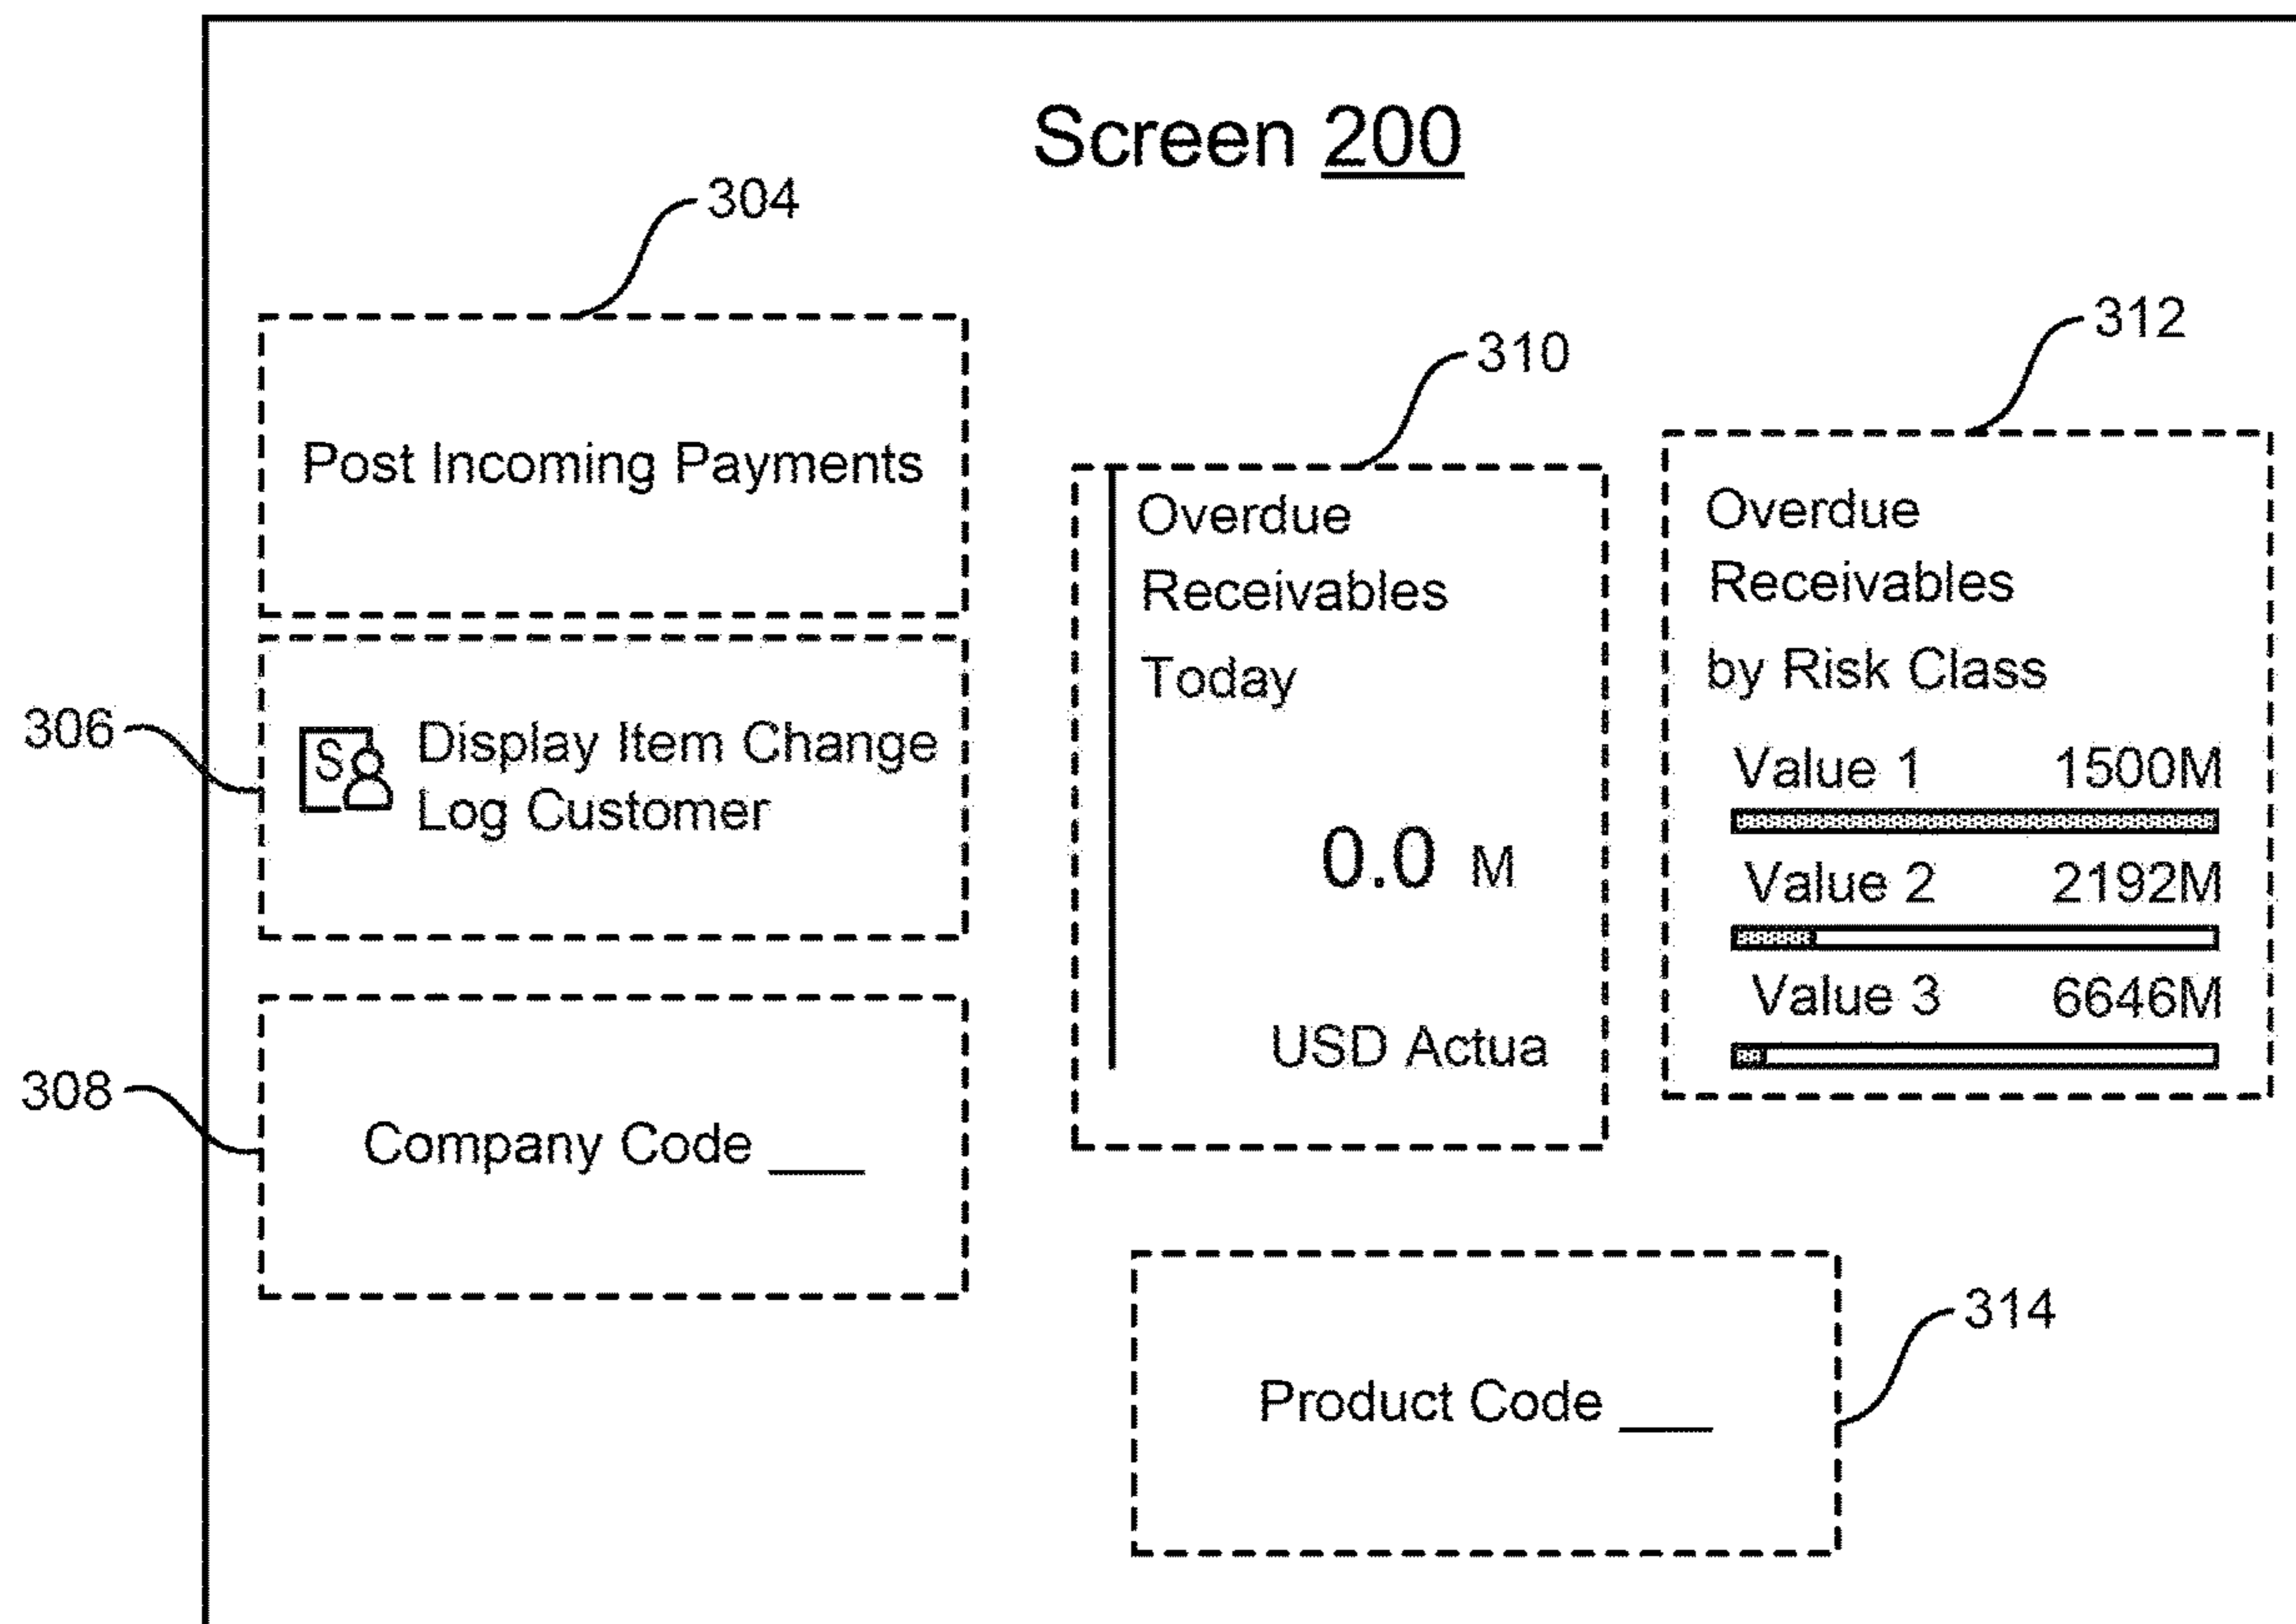 Screen 200
304
Post Incoming Payments
306
S
Display Item Change
Log Customer
308
Company Code ___
310
Overdue
Receivables
Today
0.0 M
USD Actua
312
Overdue
Receivables
by Risk Class
Value 1 1500M
Value 2 2192M
Value 3 6646M
314
Product Code ___